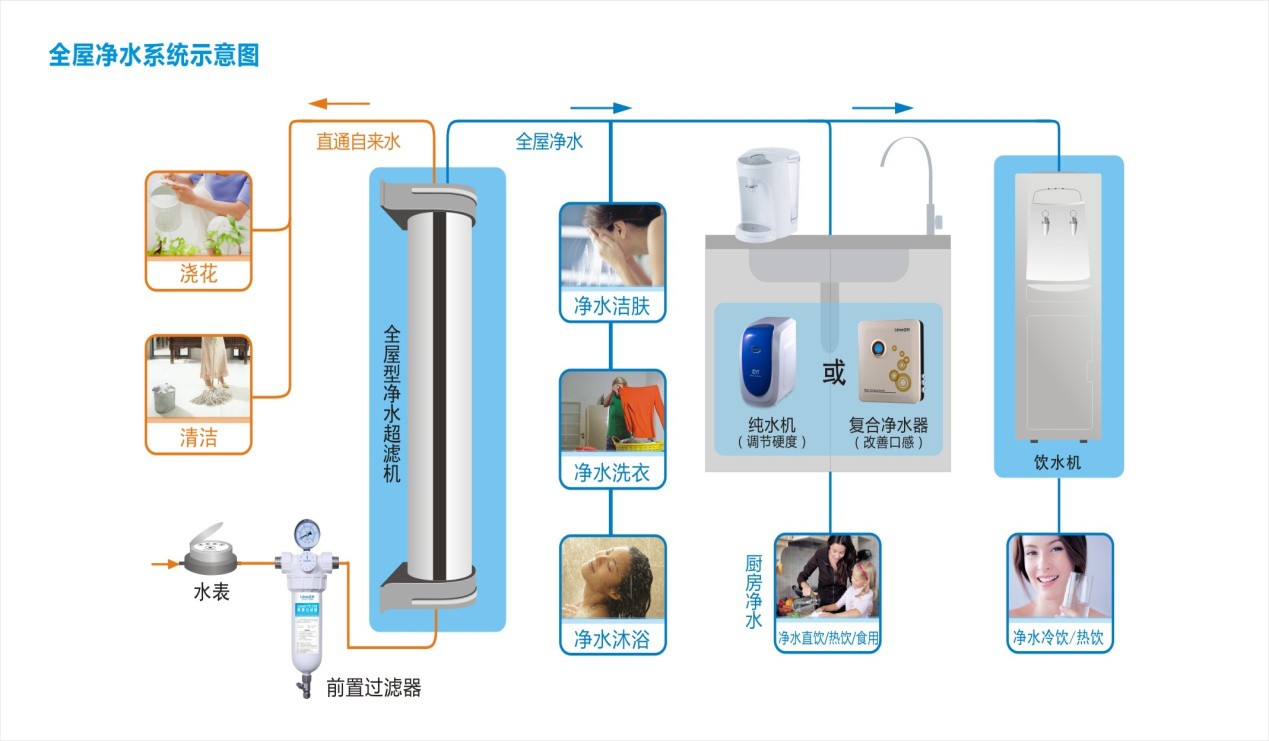 全屋净水系统示意图
直通自来水
全屋净水
浇花
清洁
全屋型净水超滤机
水表
前置过滤器
净水洁肤
净水洗衣
净水沐浴
或
纯水机
（调节硬度）
复合净水器
（改善口感）
厨房净水
净水直饮/热饮/食用
饮水机
净水冷饮/热饮